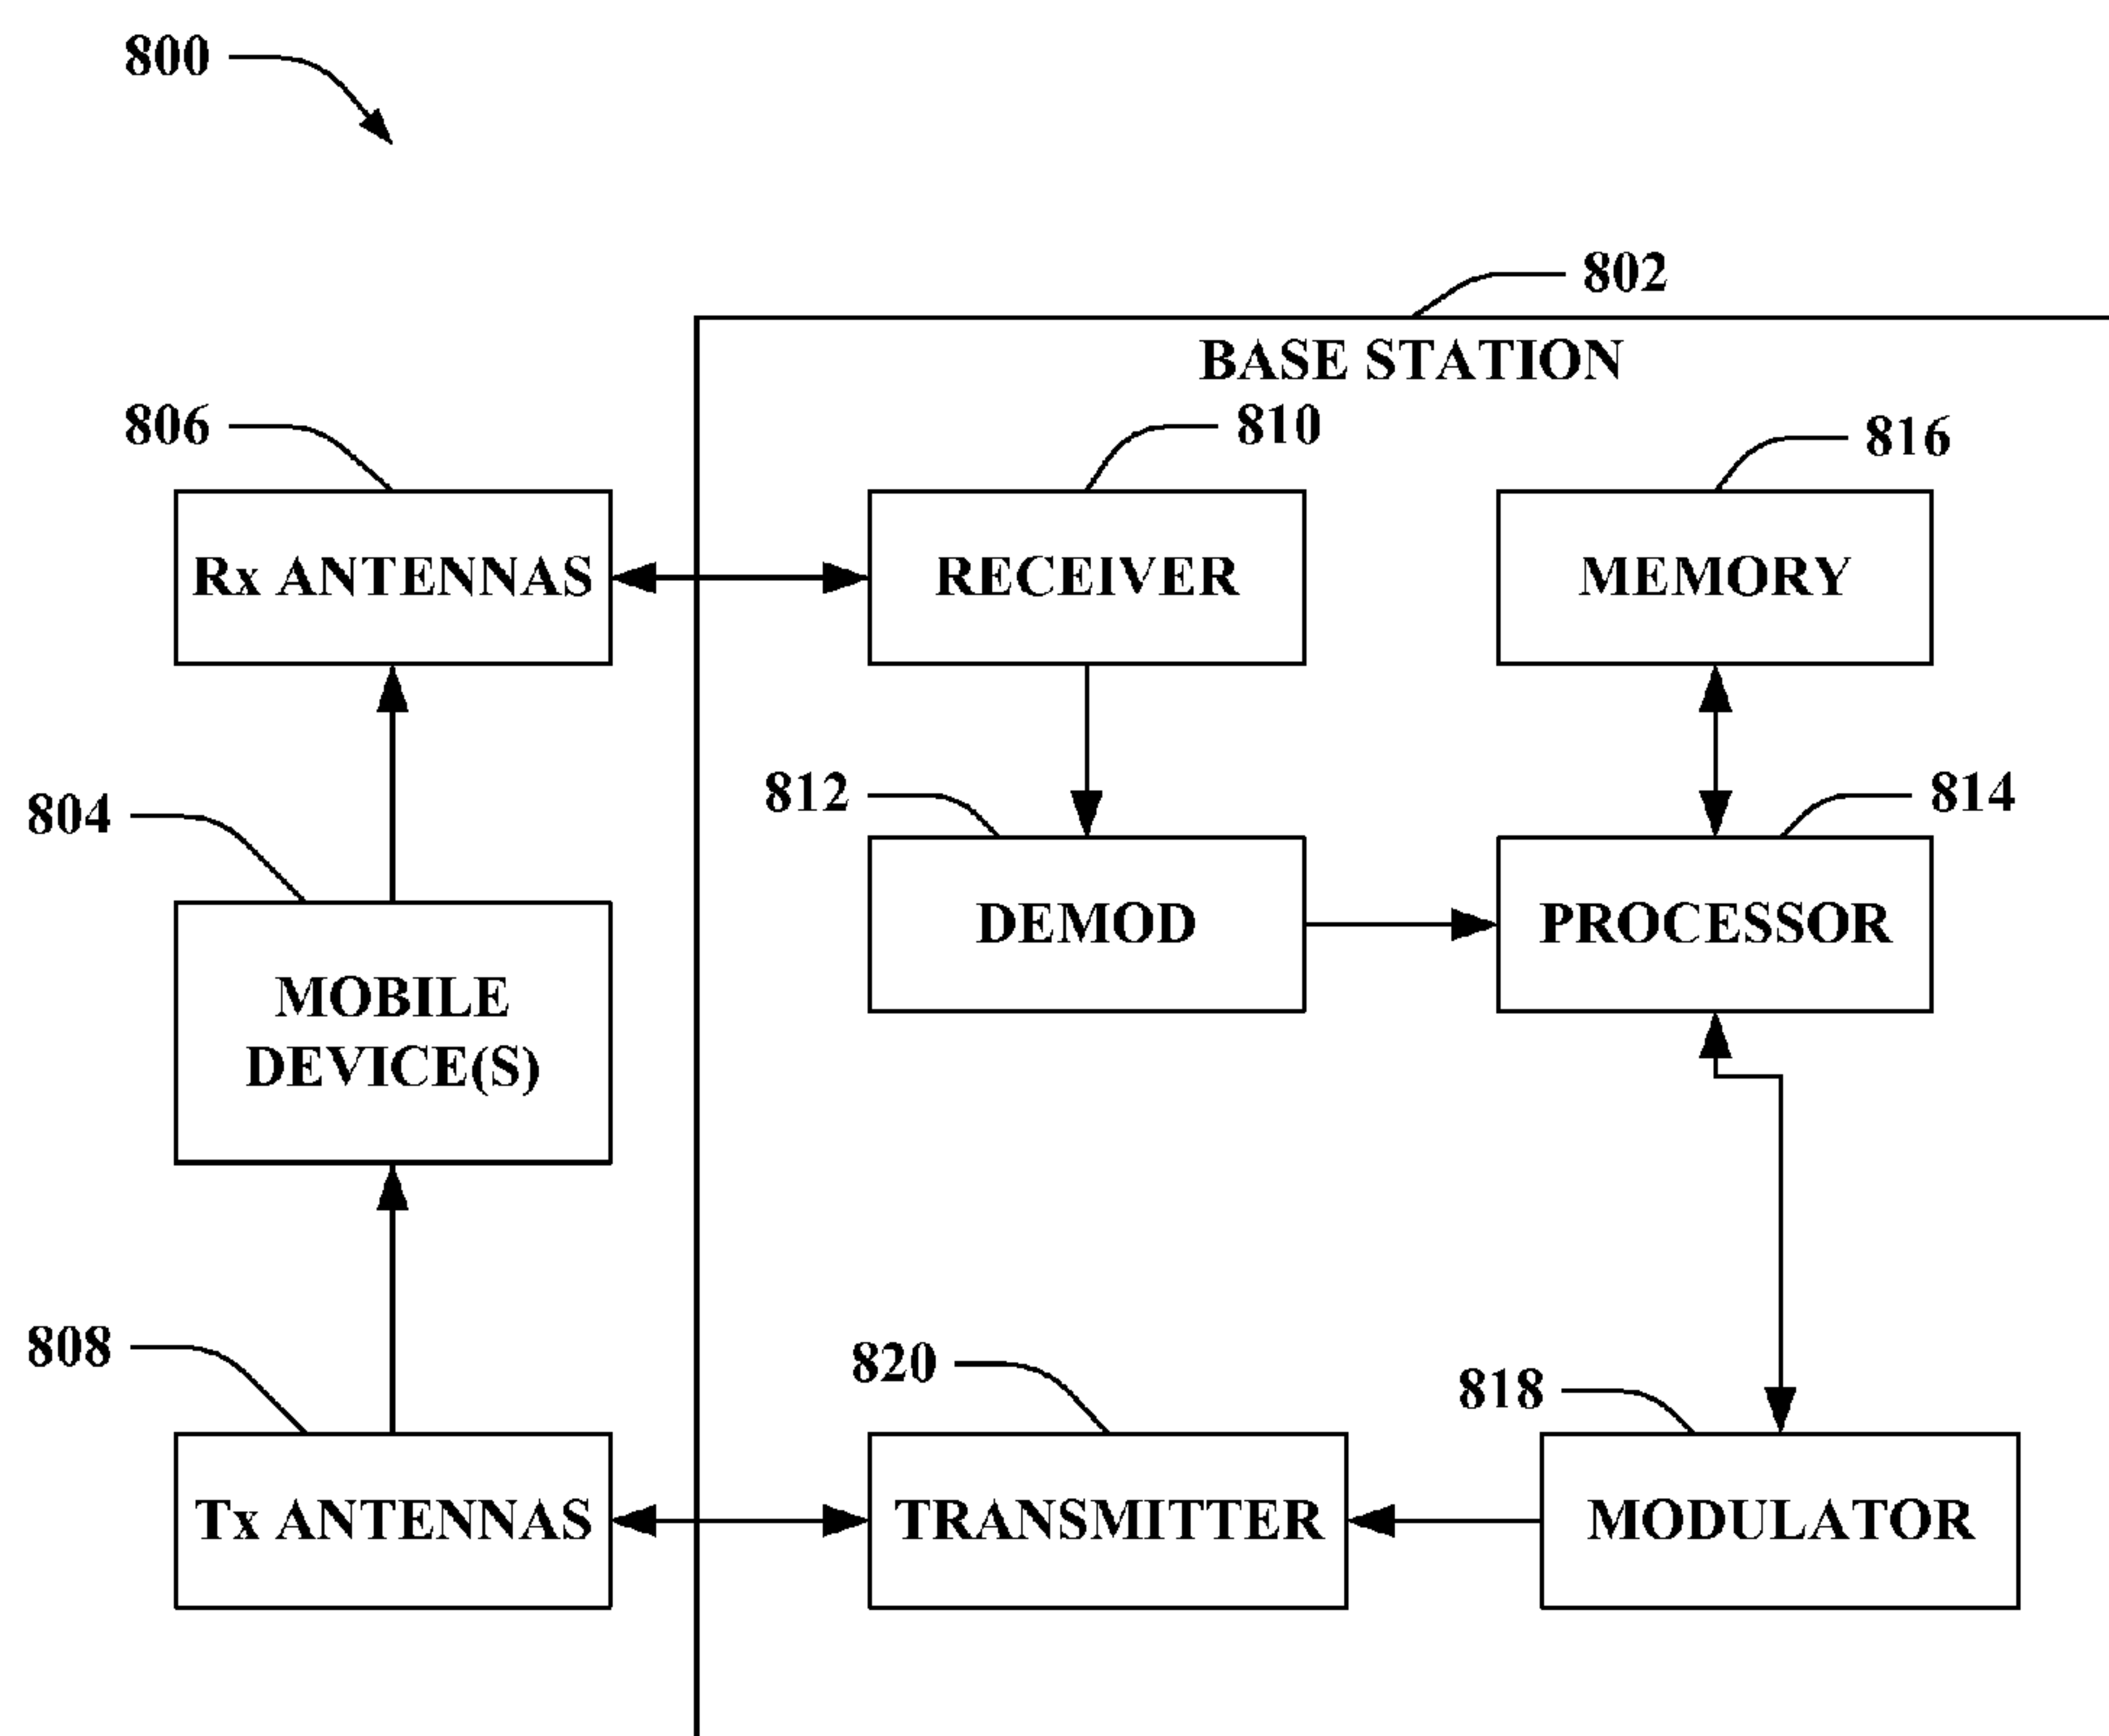 800
802
BASE STATION
806
810
816
Rx ANTENNAS
RECEIVER
MEMORY
804
812
814
DEMOD
PROCESSOR
MOBILE
DEVICE(S)
808
820
818
Tx ANTENNAS
TRANSMITTER
MODULATOR